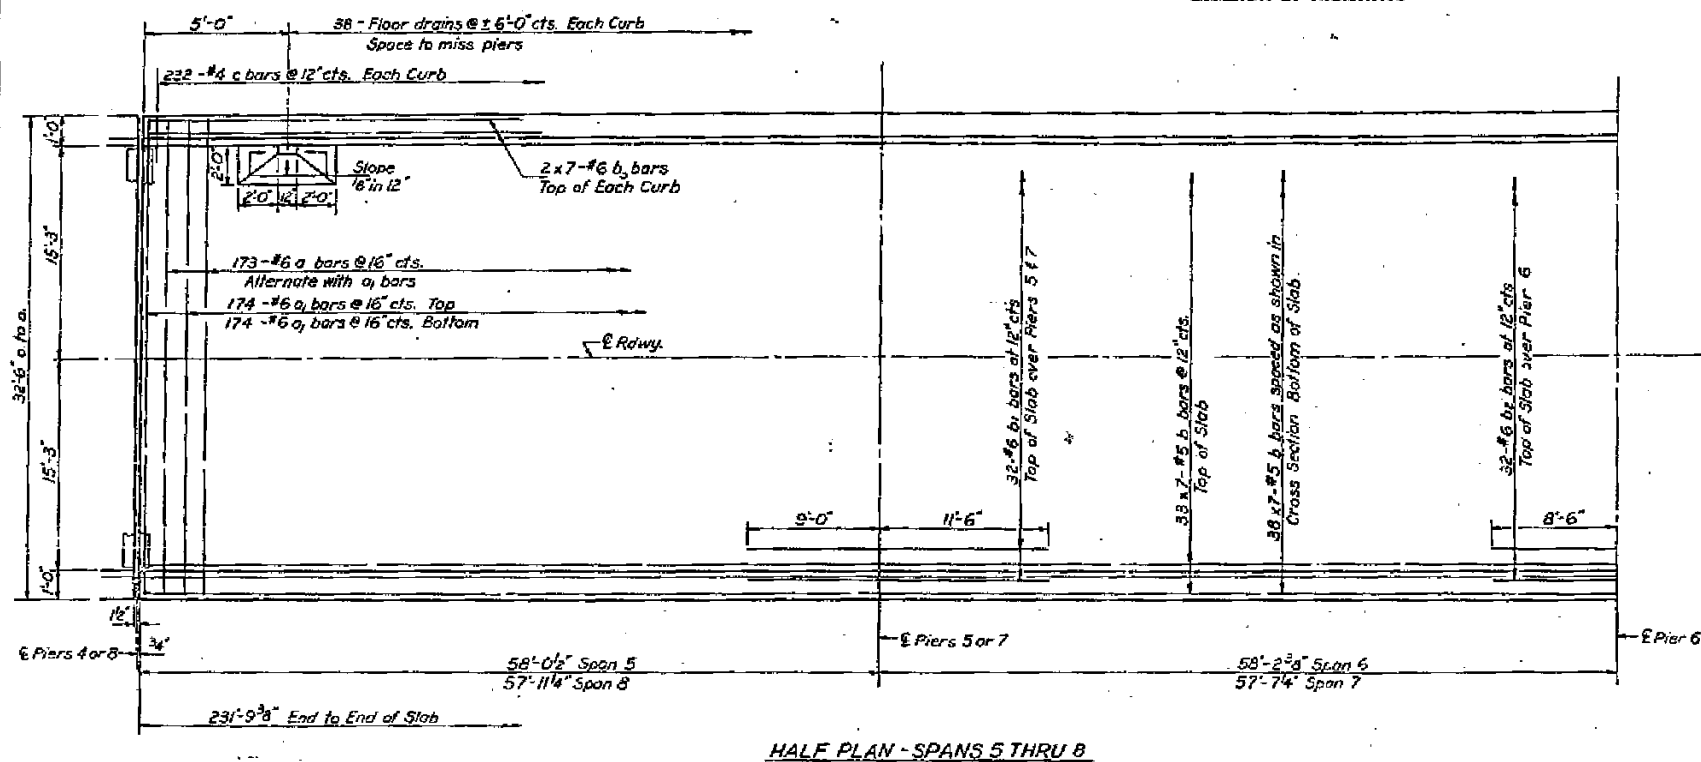 5'-0"
38 - Floor drains @ ± 6'-0" cts. Each Curb
Space to miss piers
232 - #4 c bars @ 12" cts. Each Curb
1'-0"
2'-0"
Slope
1/8" in 12"
2'-0" 12" 2'-0"
2 x 7 - #6 b3 bars
Top of Each Curb
32'-6" o. to o.
15'-3"
173 - #6 a bars @ 16" cts.
Alternate with a1 bars
174 - #6 a1 bars @ 16" cts. Top
174 - #6 a1 bars @ 16" cts. Bottom
℄ Rdwy.
15'-3"
32 - #6 b1 bars at 12" cts
Top of Slab over Piers 5 & 7
38 x 7 - #5 b bars @ 12" cts.
Top of Slab
38 x 7 - #5 b bars spaced as shown in
Cross Section Bottom of Slab.
32 - #6 b2 bars at 12" cts
Top of Slab over Pier 6
9'-0"
11'-6"
8'-6"
1'-0"
1½"
¾"
℄ Piers 4 or 8
℄ Piers 5 or 7
℄ Pier 6
58'-0½" Span 5
57'-11¼" Span 8
58'-2⅜" Span 6
57'-7¼" Span 7
231'-9⅜" End to End of Slab
HALF PLAN - SPANS 5 THRU 8